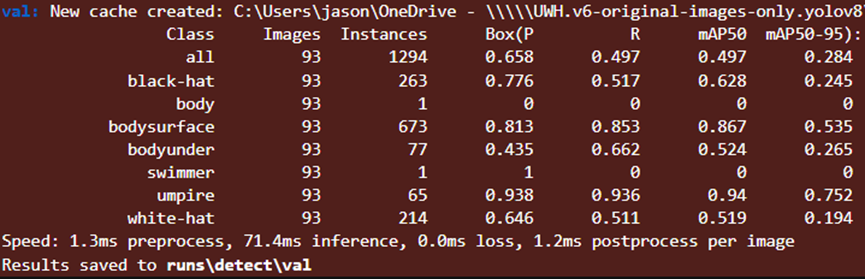 val: New cache created: C:\Users\jason\OneDrive - \\\\\UWH.v6-original-images-only.yolov8
Class Images Instances Box(P R mAP50 mAP50-95):
all 93 1294 0.658 0.497 0.497 0.284
black-hat 93 263 0.776 0.517 0.628 0.245
body 93 1 0 0 0 0
bodysurface 93 673 0.813 0.853 0.867 0.535
bodyunder 93 77 0.435 0.662 0.524 0.265
swimmer 93 1 1 0 0 0
umpire 93 65 0.938 0.936 0.94 0.752
white-hat 93 214 0.646 0.511 0.519 0.194
Speed: 1.3ms preprocess, 71.4ms inference, 0.0ms loss, 1.2ms postprocess per image
Results saved to runs\detect\val